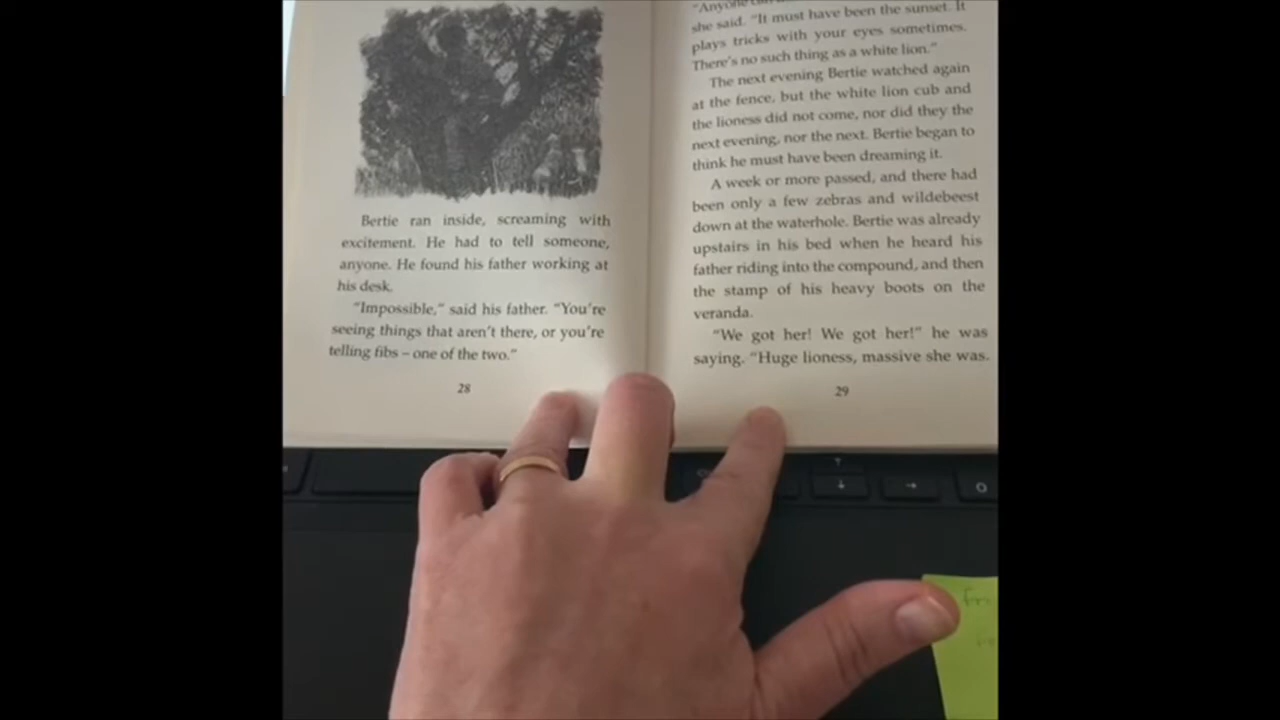 Bertie ran inside, screaming with
excitement. He had to tell someone,
anyone. He found his father working at
his desk.
"Impossible," said his father. "You're
seeing things that aren't there, or you're
telling fibs – one of the two."
28
"Anyone
she said. "It must have been the sunset. It
plays tricks with your eyes sometimes.
There's no such thing as a white lion."
The next evening Bertie watched again
at the fence, but the white lion cub and
the lioness did not come, nor did they the
next evening, nor the next. Bertie began to
think he must have been dreaming it.
A week or more passed, and there had
been only a few zebras and wildebeest
down at the waterhole. Bertie was already
upstairs in his bed when he heard his
father riding into the compound, and then
the stamp of his heavy boots on the
veranda.
"We got her! We got her!" he was
saying. "Huge lioness, massive she was.
29